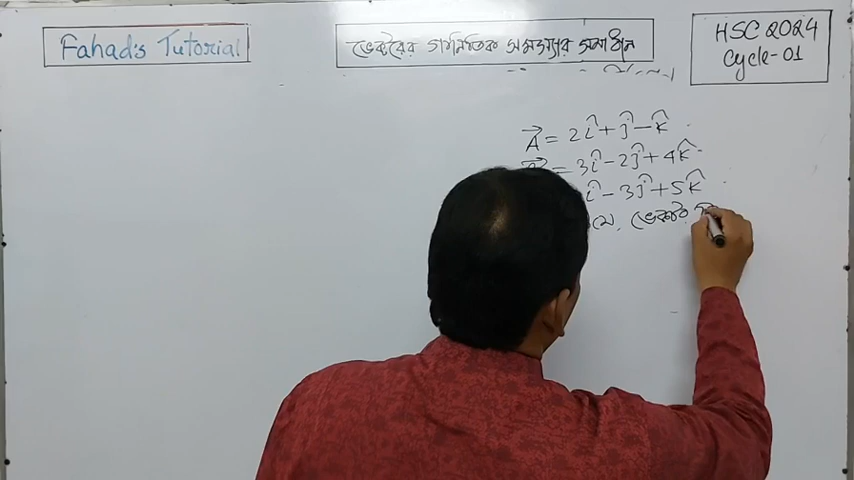 Fahad's Tutorial
ভেক্টরের গাণিতিক সমস্যার সমাধান
HSC 2024
Cycle-01
A⃗ = 2î + ĵ - k̂
= 3î - 2ĵ + 4k̂
î - 3ĵ + 5k̂
ভেক্টর